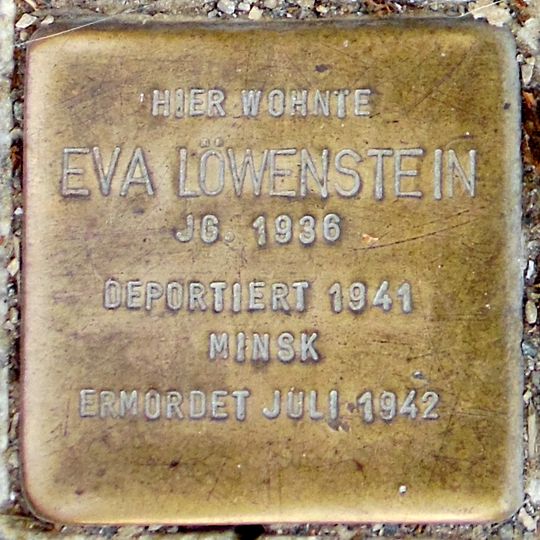 HIER WOHNTE
EVA LÖWENSTEIN
JG. 1936
DEPORTIERT 1941
MINSK
ERMORDET JULI 1942